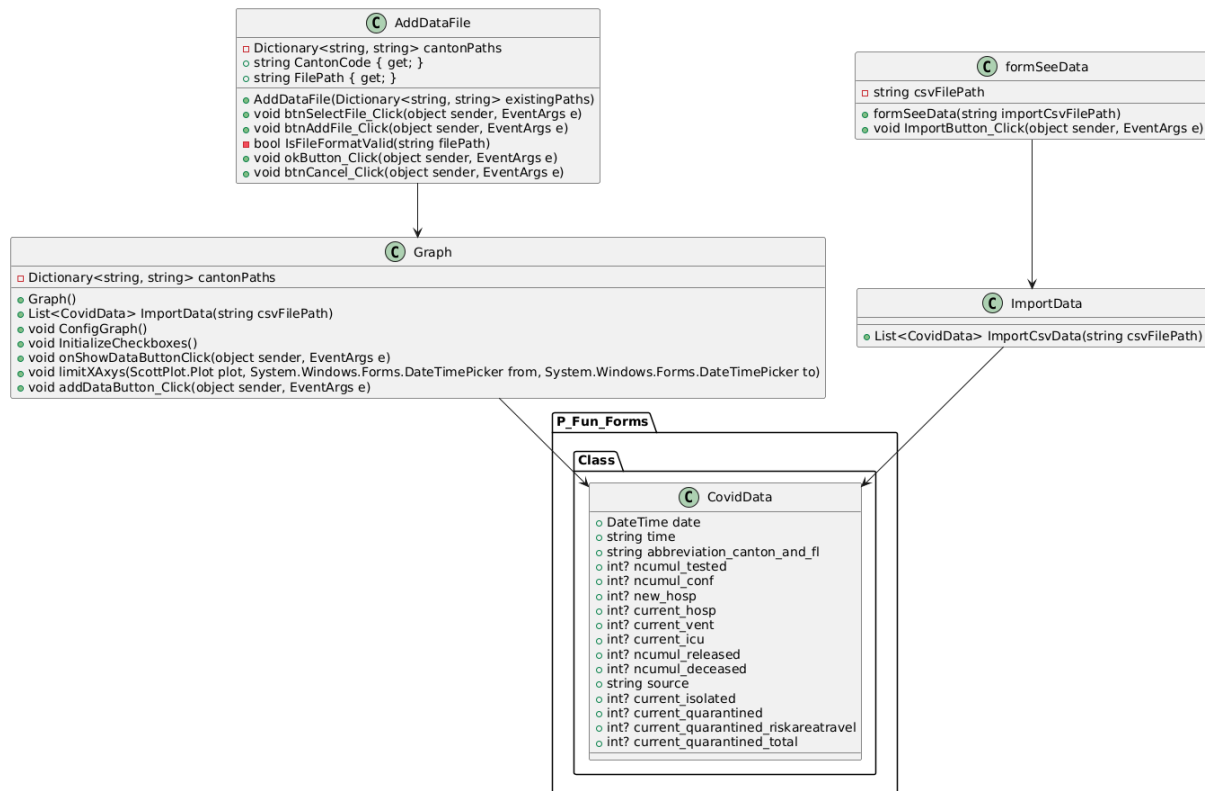 C AddDataFile
Dictionary<string, string> cantonPaths
string CantonCode { get; }
string FilePath { get; }
AddDataFile(Dictionary<string, string> existingPaths)
void btnSelectFile_Click(object sender, EventArgs e)
void btnAddFile_Click(object sender, EventArgs e)
bool IsFileFormatValid(string filePath)
void okButton_Click(object sender, EventArgs e)
void btnCancel_Click(object sender, EventArgs e)
C formSeeData
string csvFilePath
formSeeData(string importCsvFilePath)
void ImportButton_Click(object sender, EventArgs e)
C Graph
Dictionary<string, string> cantonPaths
Graph()
List<CovidData> ImportData(string csvFilePath)
void ConfigGraph()
void InitializeCheckboxes()
void onShowDataButtonClick(object sender, EventArgs e)
void limitXAxys(ScottPlot.Plot plot, System.Windows.Forms.DateTimePicker from, System.Windows.Forms.DateTimePicker to)
void addDataButton_Click(object sender, EventArgs e)
C ImportData
List<CovidData> ImportCsvData(string csvFilePath)
P_Fun_Forms
Class
C CovidData
DateTime date
string time
string abbreviation_canton_and_fl
int? ncumul_tested
int? ncumul_conf
int? new_hosp
int? current_hosp
int? current_vent
int? current_icu
int? ncumul_released
int? ncumul_deceased
string source
int? current_isolated
int? current_quarantined
int? current_quarantined_riskareatravel
int? current_quarantined_total